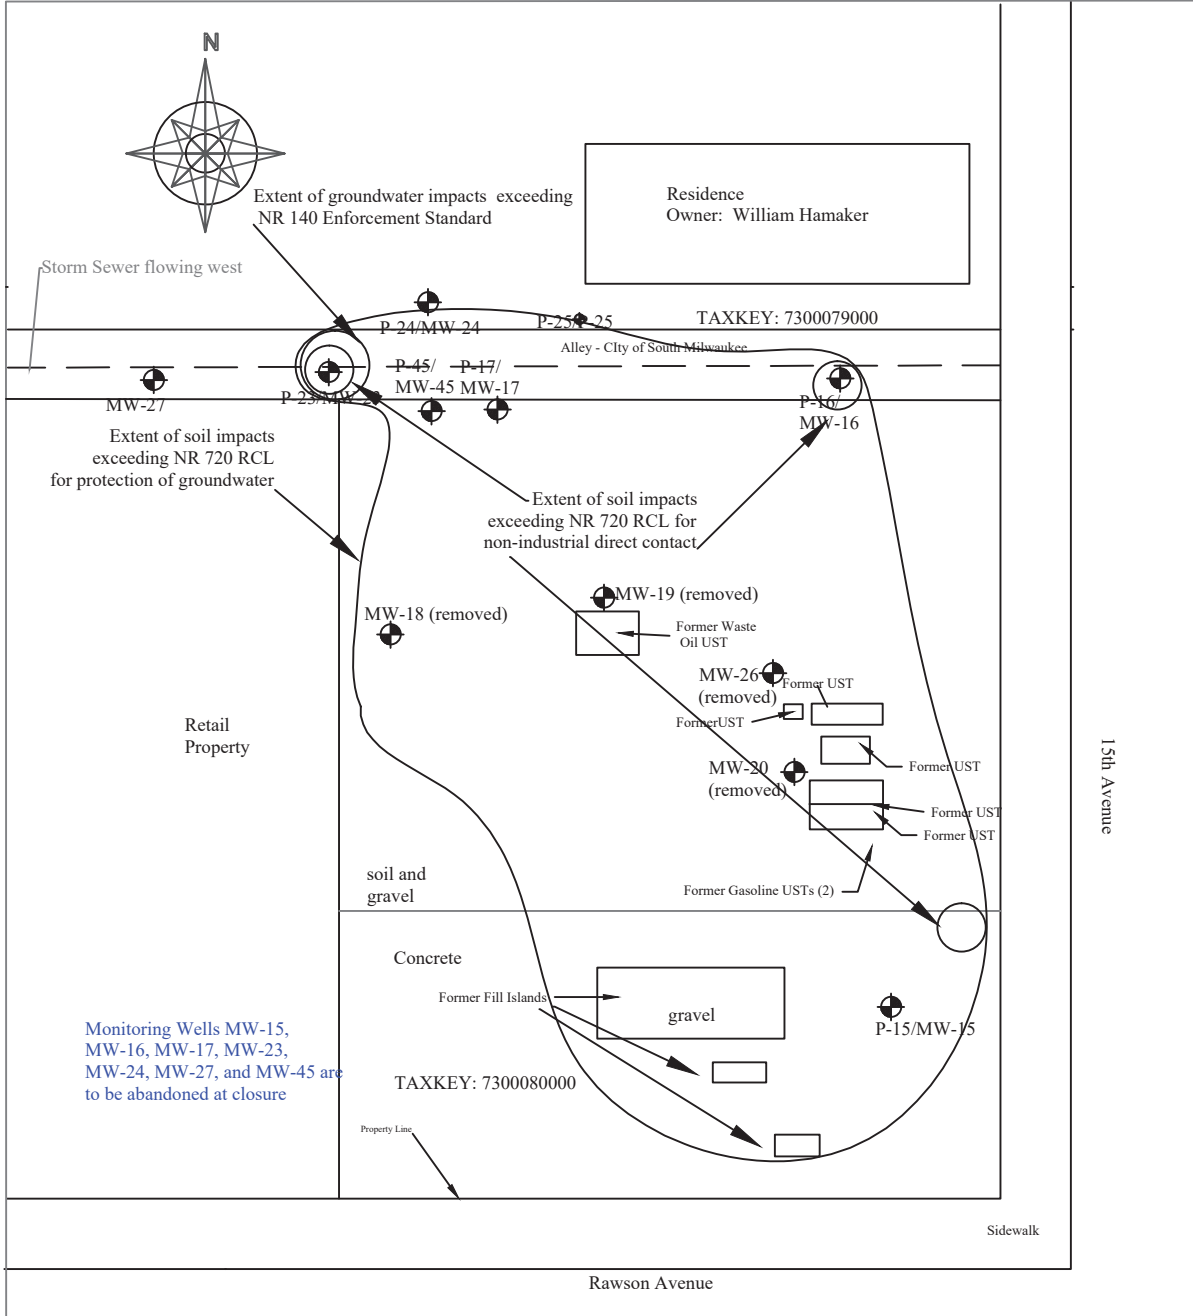 N
Extent of groundwater impacts exceeding
NR 140 Enforcement Standard
Residence
Owner: William Hamaker
Storm Sewer flowing west
P-24/MW-24
TAXKEY: 7300079000
Alley - CIty of South Milwaukee
P-45/
MW-45
P-17/
MW-17
MW-27
P-16/
MW-16
Extent of soil impacts
exceeding NR 720 RCL
for protection of groundwater
Extent of soil impacts
exceeding NR 720 RCL for
non-industrial direct contact
MW-19 (removed)
MW-18 (removed)
Former Waste
Oil UST
MW-26
(removed)
Former UST
FormerUST
MW-20
(removed)
Former UST
Former UST
Former UST
Former Gasoline USTs (2)
Retail
Property
15th Avenue
soil and
gravel
Concrete
Former Fill Islands
gravel
P-15/MW-15
Monitoring Wells MW-15,
MW-16, MW-17, MW-23,
MW-24, MW-27, and MW-45 are
to be abandoned at closure
TAXKEY: 7300080000
Property Line
Sidewalk
Rawson Avenue